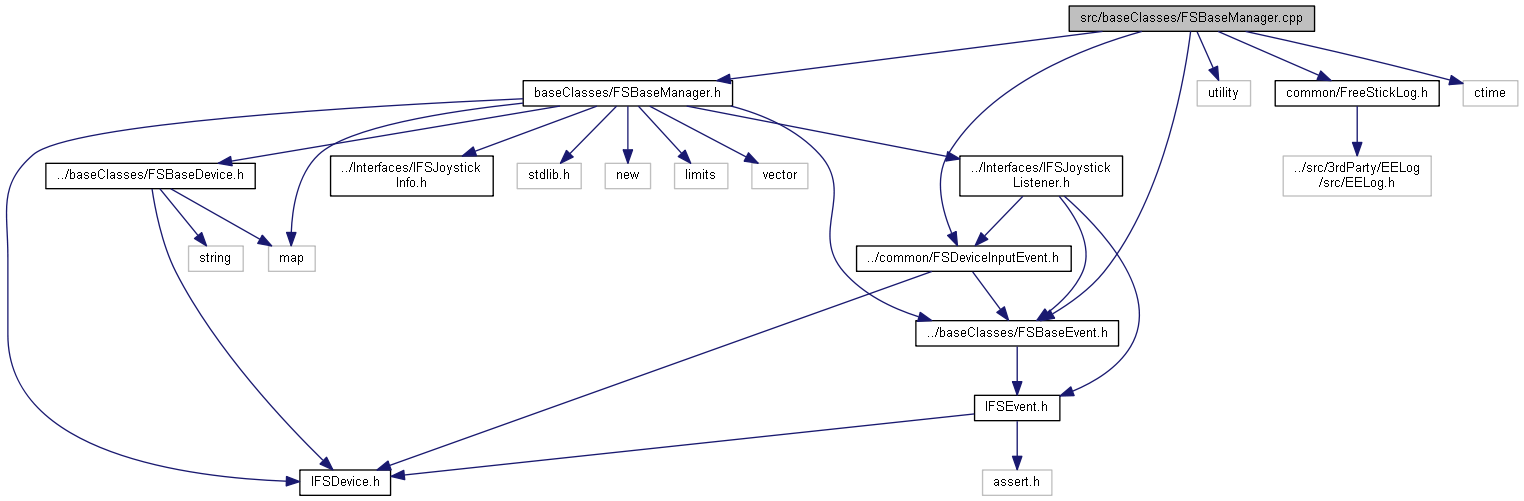 src/baseClasses/FSBaseManager.cpp
baseClasses/FSBaseManager.h
utility
common/FreeStickLog.h
ctime
../baseClasses/FSBaseDevice.h
../Interfaces/IFSJoystick
Info.h
stdlib.h
new
limits
vector
../Interfaces/IFSJoystick
Listener.h
../src/3rdParty/EELog
/src/EELog.h
string
map
../common/FSDeviceInputEvent.h
../baseClasses/FSBaseEvent.h
IFSEvent.h
IFSDevice.h
assert.h